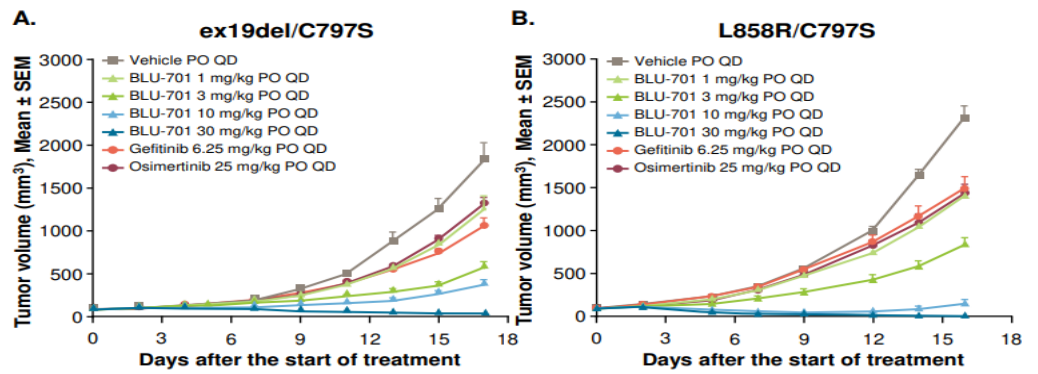 A.
ex19del/C797S
Tumor volume (mm³), Mean ± SEM
3000
2500
2000
1500
1000
500
0
Vehicle PO QD
BLU-701 1 mg/kg PO QD
BLU-701 3 mg/kg PO QD
BLU-701 10 mg/kg PO QD
BLU-701 30 mg/kg PO QD
Gefitinib 6.25 mg/kg PO QD
Osimertinib 25 mg/kg PO QD
0 3 6 9 12 15 18
Days after the start of treatment
B.
L858R/C797S
Tumor volume (mm³), Mean ± SEM
3000
2500
2000
1500
1000
500
0
Vehicle PO QD
BLU-701 1 mg/kg PO QD
BLU-701 3 mg/kg PO QD
BLU-701 10 mg/kg PO QD
BLU-701 30 mg/kg PO QD
Gefitinib 6.25 mg/kg PO QD
Osimertinib 25 mg/kg PO QD
0 3 6 9 12 15 18
Days after the start of treatment